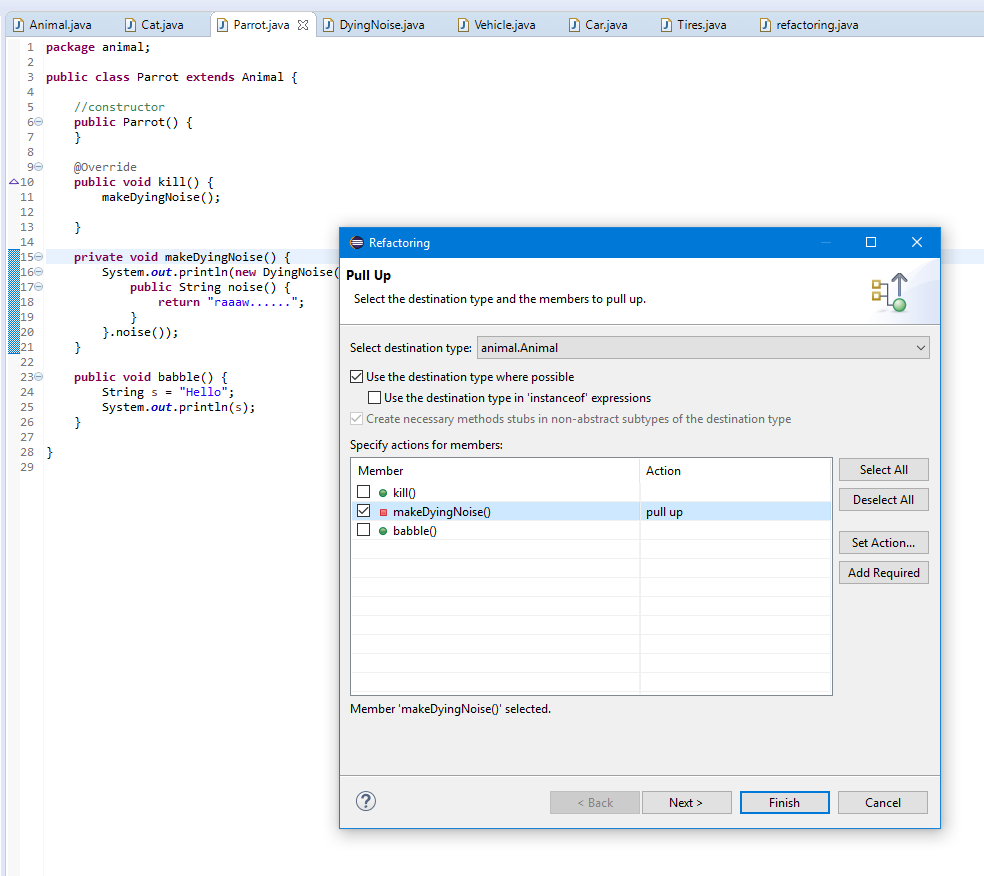 Animal.java Cat.java Parrot.java DyingNoise.java Vehicle.java Car.java Tires.java refactoring.java
1 package animal;
2
3 public class Parrot extends Animal {
4
5 //constructor
6 public Parrot() {
7 }
8
9 @Override
10 public void kill() {
11 makeDyingNoise();
12
13 }
14
15 private void makeDyingNoise() {
16 System.out.println(new DyingNoise(
17 public String noise() {
18 return "raaaw......";
19 }
20 }.noise());
21 }
22
23 public void babble() {
24 String s = "Hello";
25 System.out.println(s);
26 }
27
28 }
29
Refactoring
Pull Up
Select the destination type and the members to pull up.
Select destination type: animal.Animal
Use the destination type where possible
Use the destination type in 'instanceof' expressions
Create necessary methods stubs in non-abstract subtypes of the destination type
Specify actions for members:
Member Action
kill()
makeDyingNoise() pull up
babble()
Select All
Deselect All
Set Action...
Add Required
Member 'makeDyingNoise()' selected.
? < Back Next > Finish Cancel